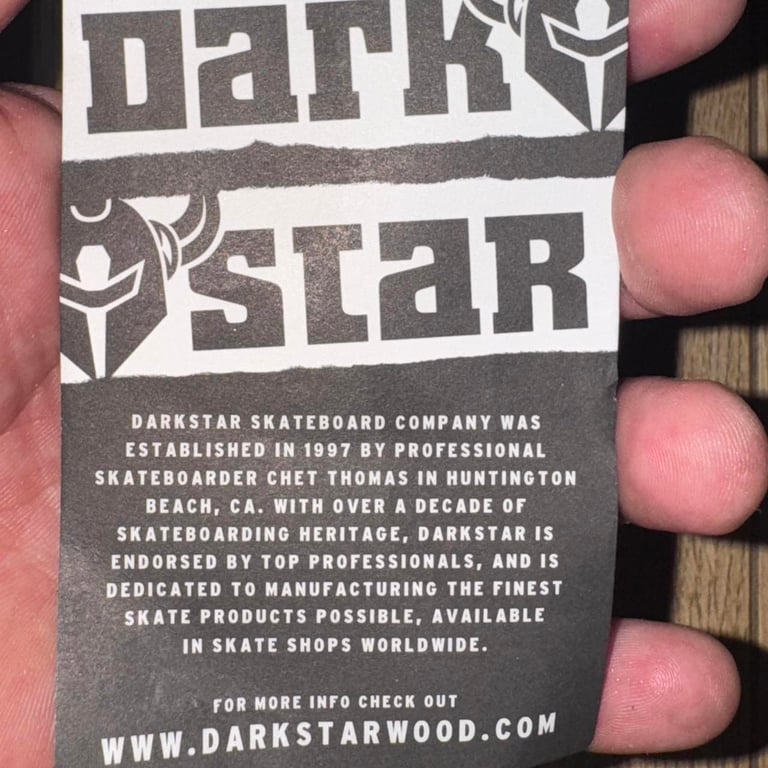 Dark
STAR
DARKSTAR SKATEBOARD COMPANY WAS
ESTABLISHED IN 1997 BY PROFESSIONAL
SKATEBOARDER CHET THOMAS IN HUNTINGTON
BEACH, CA. WITH OVER A DECADE OF
SKATEBOARDING HERITAGE, DARKSTAR IS
ENDORSED BY TOP PROFESSIONALS, AND IS
DEDICATED TO MANUFACTURING THE FINEST
SKATE PRODUCTS POSSIBLE, AVAILABLE
IN SKATE SHOPS WORLDWIDE.
FOR MORE INFO CHECK OUT
WWW.DARKSTARWOOD.COM